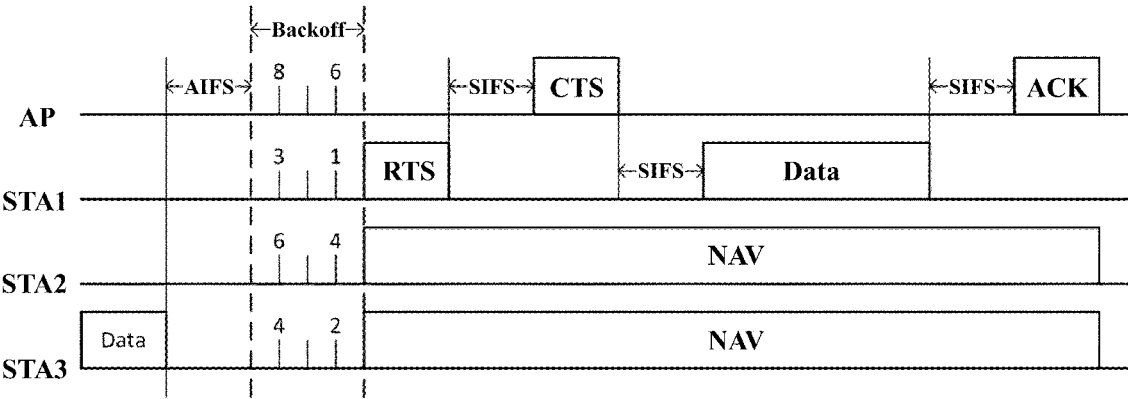 Backoff
AIFS 8 6 SIFS CTS SIFS ACK
AP
3 1 RTS SIFS Data
STA1
6 4 NAV
STA2
Data 4 2 NAV
STA3